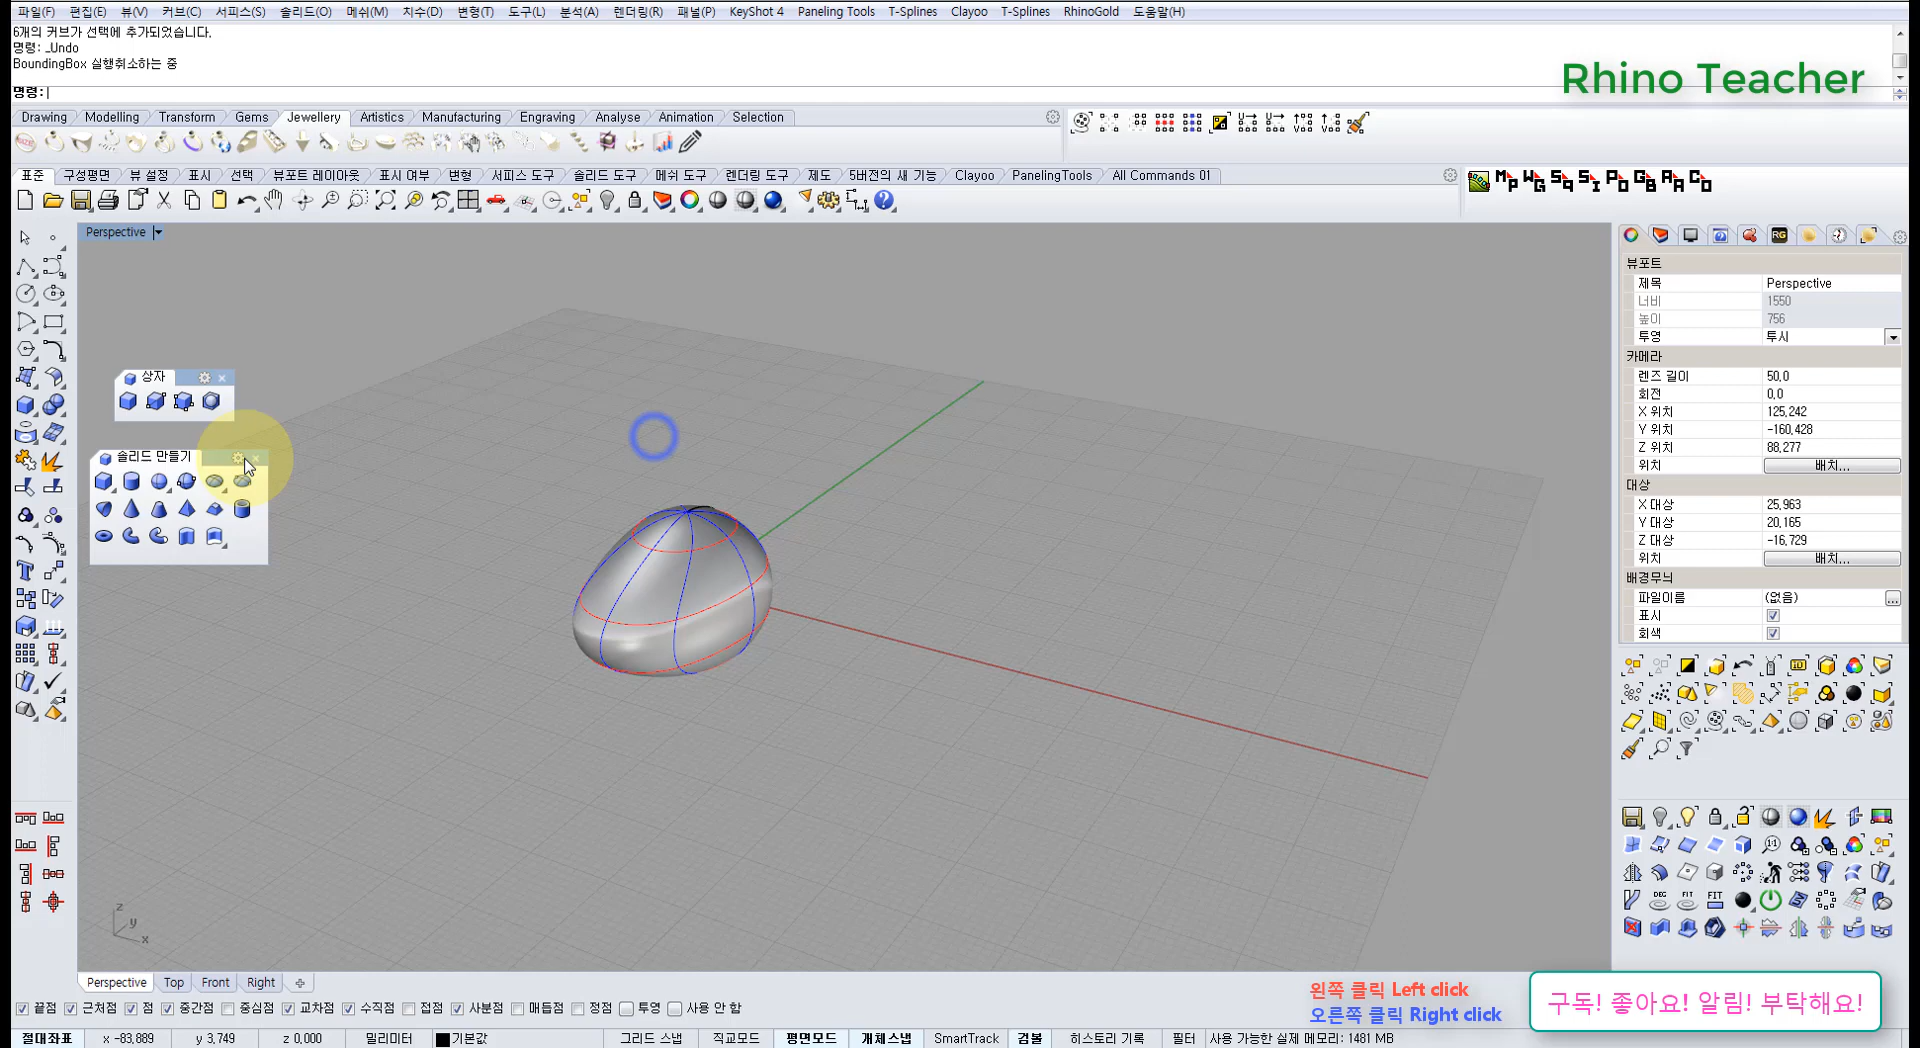 파일(F) 편집(E) 뷰(V) 커브(C) 서피스(S) 솔리드(O) 메쉬(M) 치수(D) 변형(T) 도구(L) 분석(A) 렌더링(R) 패널(P) KeyShot 4 Paneling Tools T-Splines Clayoo T-Splines RhinoGold 도움말(H)
6개의 커브가 선택에 추가되었습니다.
명령: _Undo
BoundingBox 실행취소하는 중
명령:
Rhino Teacher
Drawing Modelling Transform Gems Jewellery Artistics Manufacturing Engraving Analyse Animation Selection
표준 구성평면 뷰 설정 표시 선택 뷰포트 레이아웃 표시 여부 변형 서피스 도구 솔리드 도구 메쉬 도구 렌더링 도구 제도 5버전의 새 기능 Clayoo PanelingTools All Commands 01
Perspective
뷰포트
제목 Perspective
너비 1550
높이 756
투영 투시
카메라
렌즈 길이 50,0
회전 0,0
X 위치 125,242
Y 위치 -160,428
Z 위치 88,277
위치 배치...
대상
X 대상 25,963
Y 대상 20,165
Z 대상 -16,729
위치 배치...
배경무늬
파일이름 (없음) ...
표시
회색
상자
솔리드 만들기
z
y
x
Perspective Top Front Right
끝점 근처점 점 중간점 중심점 교차점 수직점 접점 사분점 매듭점 정점 투영 사용 안 함
왼쪽 클릭 Left click
오른쪽 클릭 Right click
구독! 좋아요! 알림! 부탁해요!
절대좌표 x -83,889 y 3,749 z 0,000 밀리미터 기본값 그리드 스냅 직교모드 평면모드 개체스냅 SmartTrack 검볼 히스토리 기록 필터 사용 가능한 실제 메모리: 1481 MB